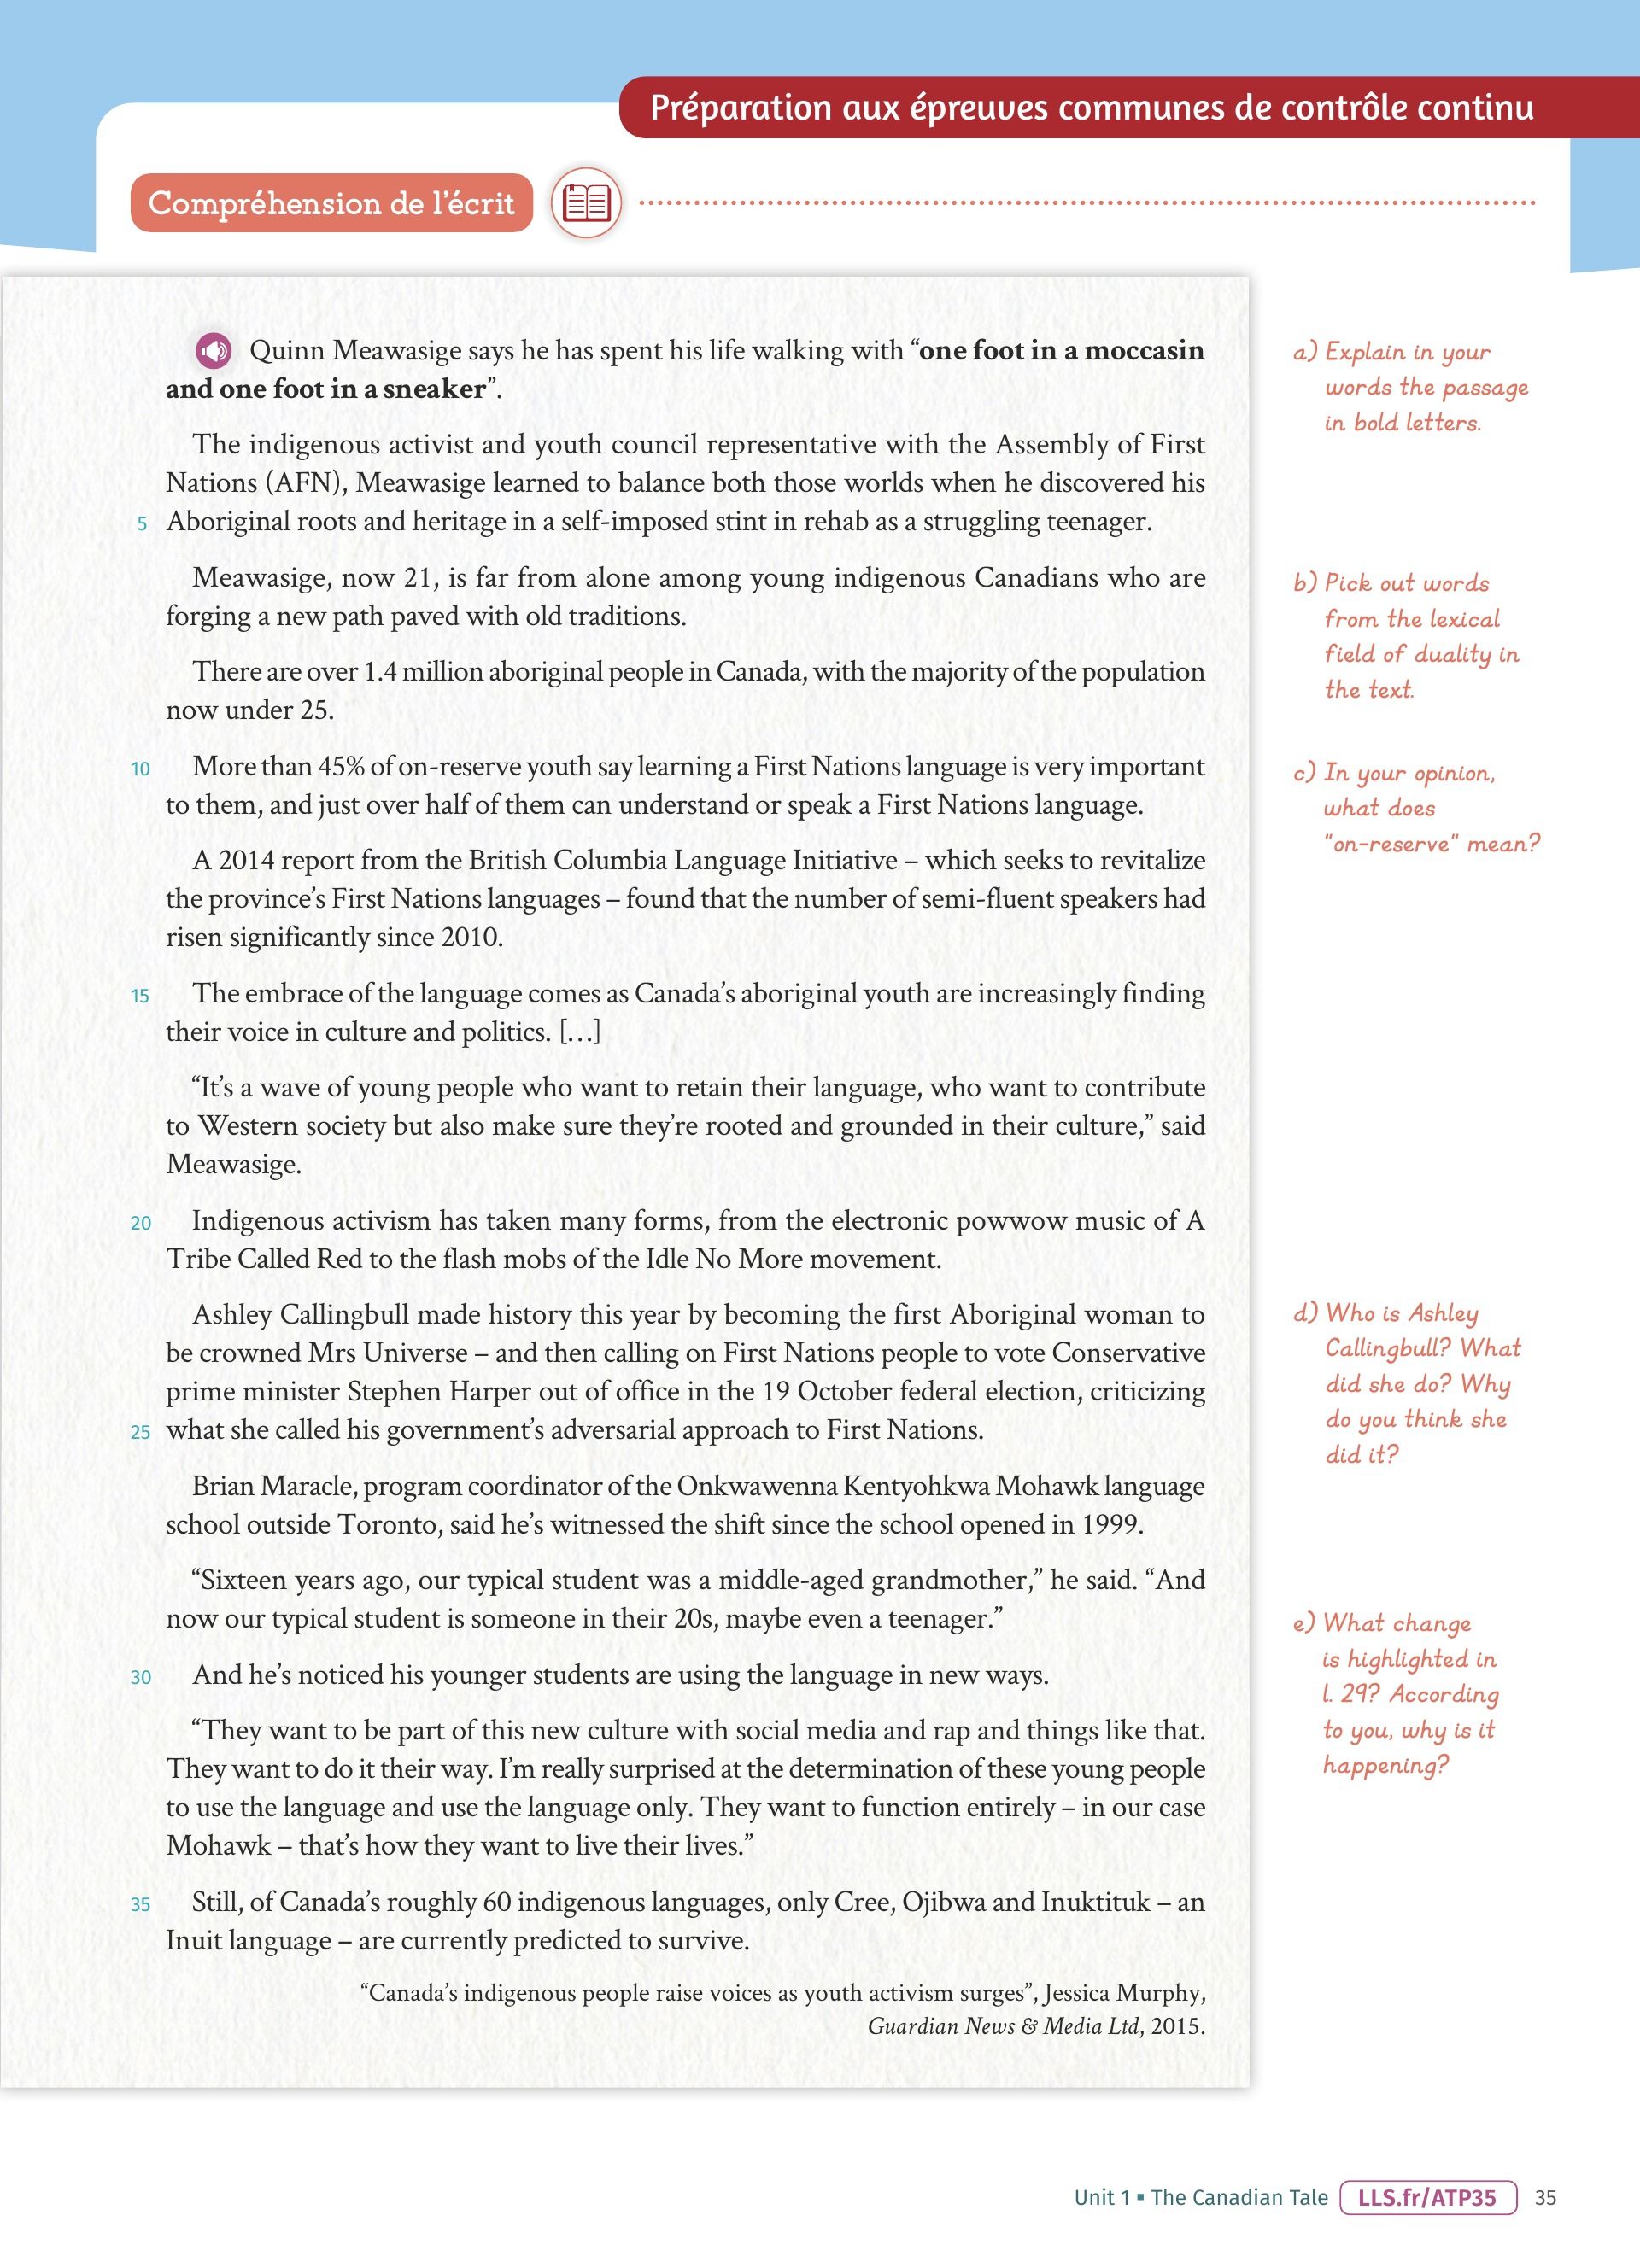 Préparation aux épreuves communes de contrôle continu
Compréhension de l'écrit
Quinn Meawasige says he has spent his life walking with “one foot in a moccasin
and one foot in a sneaker”.
The indigenous activist and youth council representative with the Assembly of First
Nations (AFN), Meawasige learned to balance both those worlds when he discovered his
5 Aboriginal roots and heritage in a self-imposed stint in rehab as a struggling teenager.
Meawasige, now 21, is far from alone among young indigenous Canadians who are
forging a new path paved with old traditions.
There are over 1.4 million aboriginal people in Canada, with the majority of the population
now under 25.
10 More than 45% of on-reserve youth say learning a First Nations language is very important
to them, and just over half of them can understand or speak a First Nations language.
A 2014 report from the British Columbia Language Initiative – which seeks to revitalize
the province’s First Nations languages – found that the number of semi-fluent speakers had
risen significantly since 2010.
15 The embrace of the language comes as Canada’s aboriginal youth are increasingly finding
their voice in culture and politics. […]
“It’s a wave of young people who want to retain their language, who want to contribute
to Western society but also make sure they’re rooted and grounded in their culture,” said
Meawasige.
20 Indigenous activism has taken many forms, from the electronic powwow music of A
Tribe Called Red to the flash mobs of the Idle No More movement.
Ashley Callingbull made history this year by becoming the first Aboriginal woman to
be crowned Mrs Universe – and then calling on First Nations people to vote Conservative
prime minister Stephen Harper out of office in the 19 October federal election, criticizing
25 what she called his government’s adversarial approach to First Nations.
Brian Maracle, program coordinator of the Onkwawenna Kentyohkwa Mohawk language
school outside Toronto, said he’s witnessed the shift since the school opened in 1999.
“Sixteen years ago, our typical student was a middle-aged grandmother,” he said. “And
now our typical student is someone in their 20s, maybe even a teenager.”
30 And he’s noticed his younger students are using the language in new ways.
“They want to be part of this new culture with social media and rap and things like that.
They want to do it their way. I’m really surprised at the determination of these young people
to use the language and use the language only. They want to function entirely – in our case
Mohawk – that’s how they want to live their lives.”
35 Still, of Canada’s roughly 60 indigenous languages, only Cree, Ojibwa and Inuktituk – an
Inuit language – are currently predicted to survive.
“Canada’s indigenous people raise voices as youth activism surges”, Jessica Murphy,
Guardian News & Media Ltd, 2015.
a) Explain in your
words the passage
in bold letters.
b) Pick out words
from the lexical
field of duality in
the text.
c) In your opinion,
what does
"on-reserve" mean?
d) Who is Ashley
Callingbull? What
did she do? Why
do you think she
did it?
e) What change
is highlighted in
l. 29? According
to you, why is it
happening?
Unit 1 ▪ The Canadian Tale LLS.fr/ATP35 35